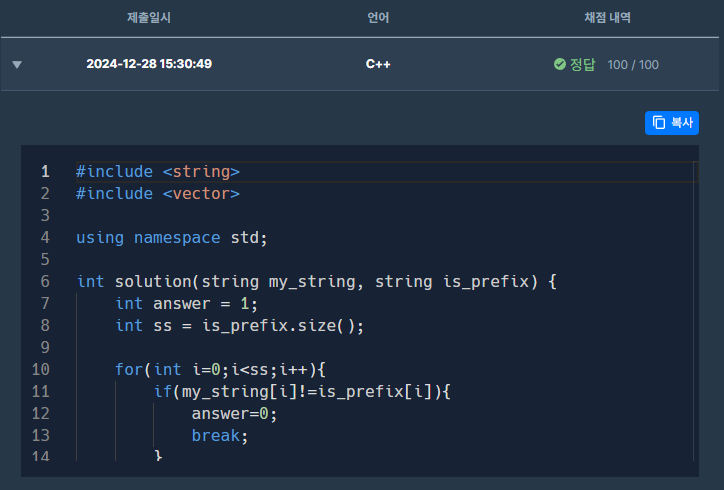 제출일시 언어 채점 내역
2024-12-28 15:30:49 C++ 정답 100 / 100
복사
1 #include <string>
2 #include <vector>
3
4 using namespace std;
5
6 int solution(string my_string, string is_prefix) {
7     int answer = 1;
8     int ss = is_prefix.size();
9
10     for(int i=0;i<ss;i++){
11         if(my_string[i]!=is_prefix[i]){
12             answer=0;
13             break;
14         }